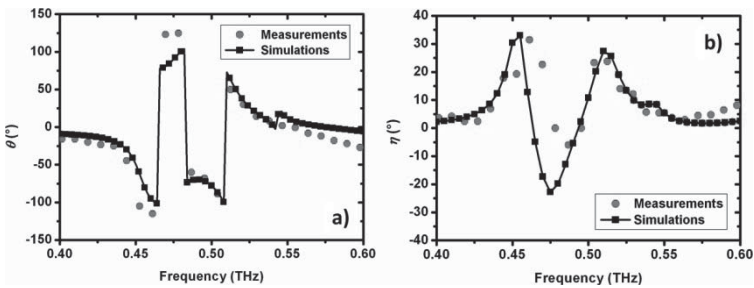 150
100
50
0
-50
-100
-150
θ (°)
Measurements
Simulations
a)
0.40 0.45 0.50 0.55 0.60
Frequency (THz)
40
30
20
10
0
-10
-20
-30
-40
η (°)
b)
Measurements
Simulations
0.40 0.45 0.50 0.55 0.60
Frequency (THz)